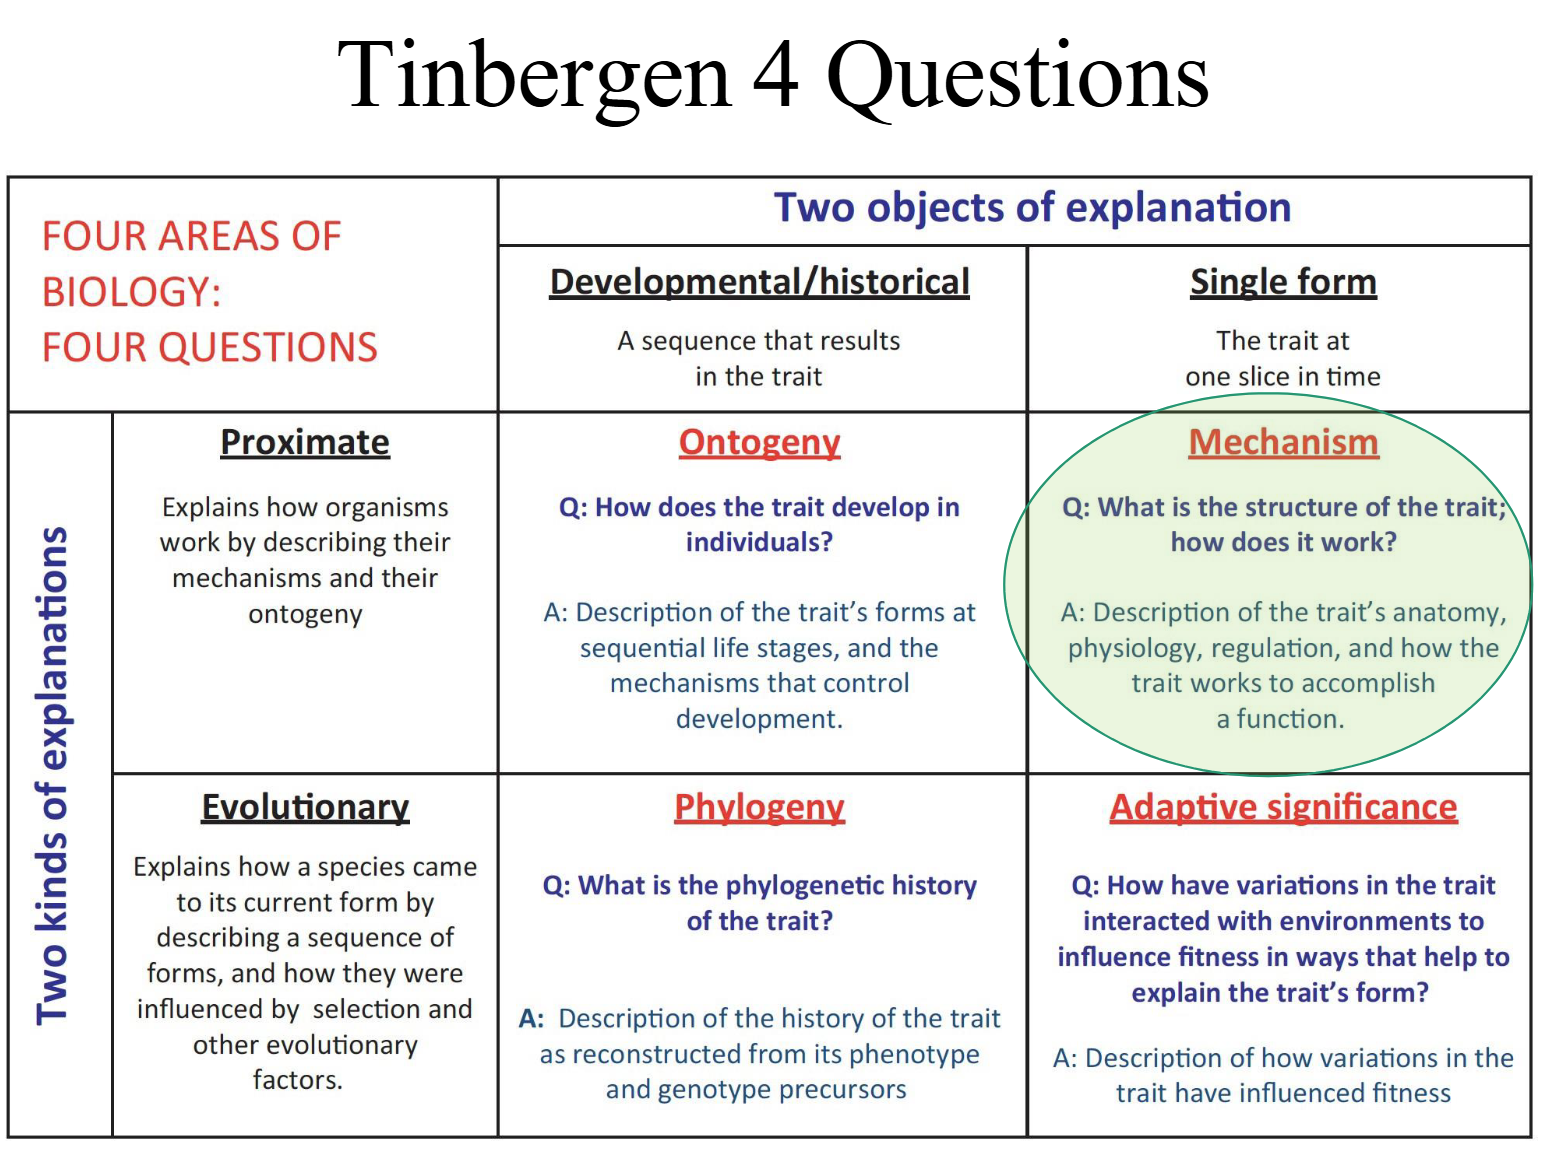 Tinbergen 4 Questions
FOUR AREAS OF
BIOLOGY:
FOUR QUESTIONS
Two objects of explanation
Developmental/historical
A sequence that results
in the trait
Single form
The trait at
one slice in time
Two kinds of explanations
Proximate
Explains how organisms
work by describing their
mechanisms and their
ontogeny
Ontogeny
Q: How does the trait develop in
individuals?
A: Description of the trait’s forms at
sequential life stages, and the
mechanisms that control
development.
Mechanism
Q: What is the structure of the trait;
how does it work?
A: Description of the trait’s anatomy,
physiology, regulation, and how the
trait works to accomplish
a function.
Evolutionary
Explains how a species came
to its current form by
describing a sequence of
forms, and how they were
influenced by selection and
other evolutionary
factors.
Phylogeny
Q: What is the phylogenetic history
of the trait?
A: Description of the history of the trait
as reconstructed from its phenotype
and genotype precursors
Adaptive significance
Q: How have variations in the trait
interacted with environments to
influence fitness in ways that help to
explain the trait’s form?
A: Description of how variations in the
trait have influenced fitness